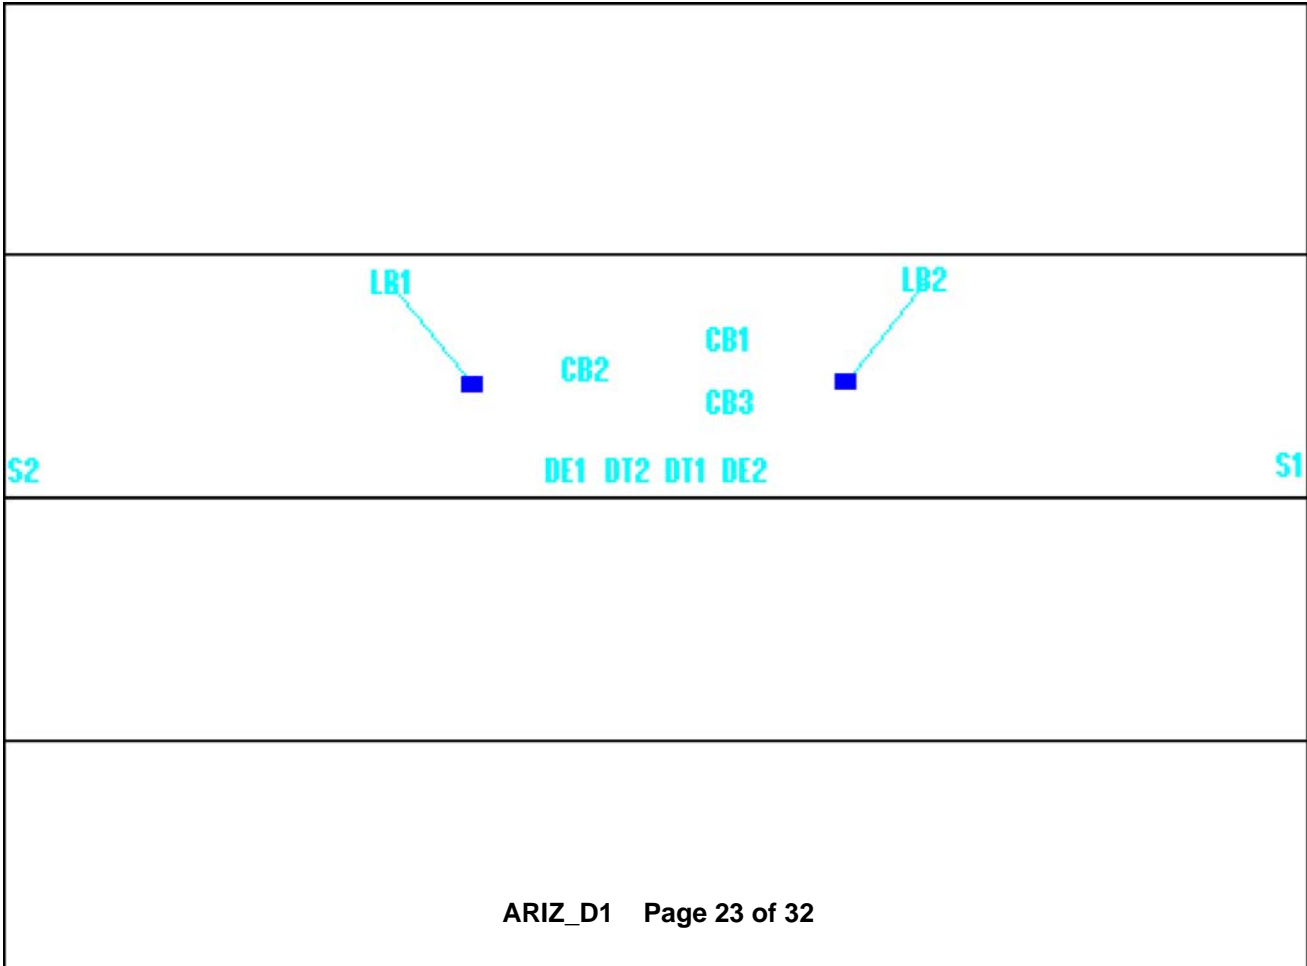 LB1 LB2
CB1
CB2
CB3
S2 DE1 DT2 DT1 DE2 S1
ARIZ_D1 Page 23 of 32